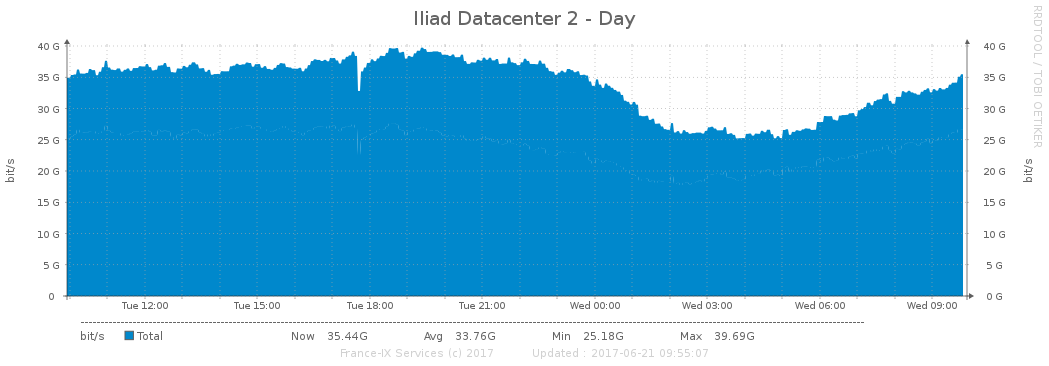 Iliad Datacenter 2 - Day
RRDTOOL / TOBI OETIKER
bit/s
40 G
35 G
30 G
25 G
20 G
15 G
10 G
5 G
0
40 G
35 G
30 G
25 G
20 G
15 G
10 G
5 G
0 G
bit/s
Tue 12:00 Tue 15:00 Tue 18:00 Tue 21:00 Wed 00:00 Wed 03:00 Wed 06:00 Wed 09:00
bit/s Total Now 35.44G Avg 33.76G Min 25.18G Max 39.69G
France-IX Services (c) 2017 Updated : 2017-06-21 09:55:07